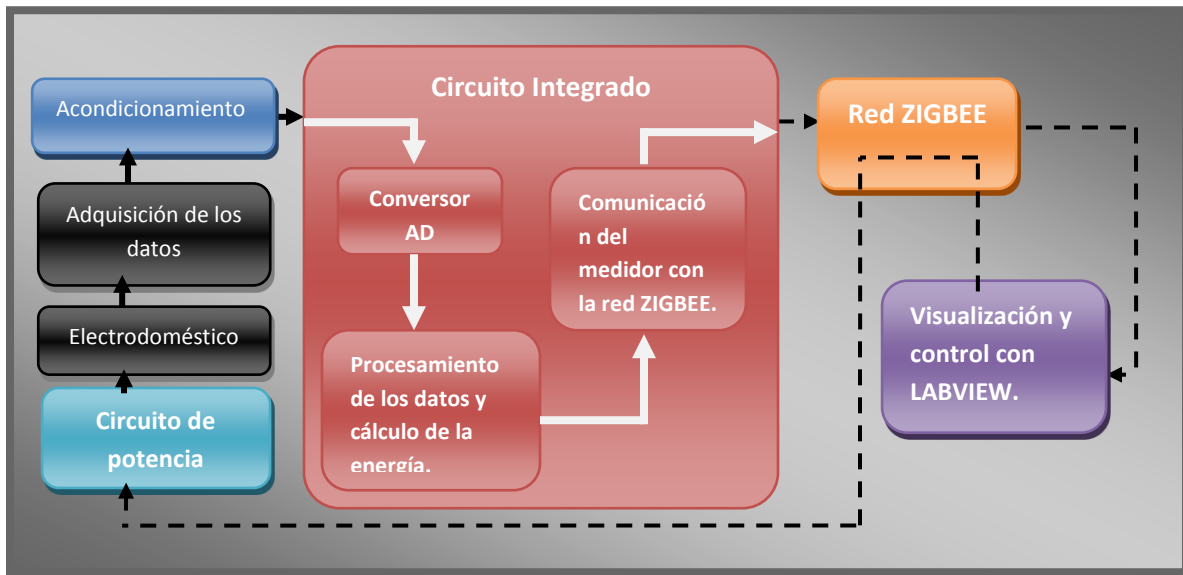 Circuito Integrado
Acondicionamiento
Adquisición de los
datos
Electrodoméstico
Circuito de
potencia
Conversor
AD
Procesamiento
de los datos y
cálculo de la
energía.
Comunicació
n del
medidor con
la red ZIGBEE.
Red ZIGBEE
Visualización y
control con
LABVIEW.